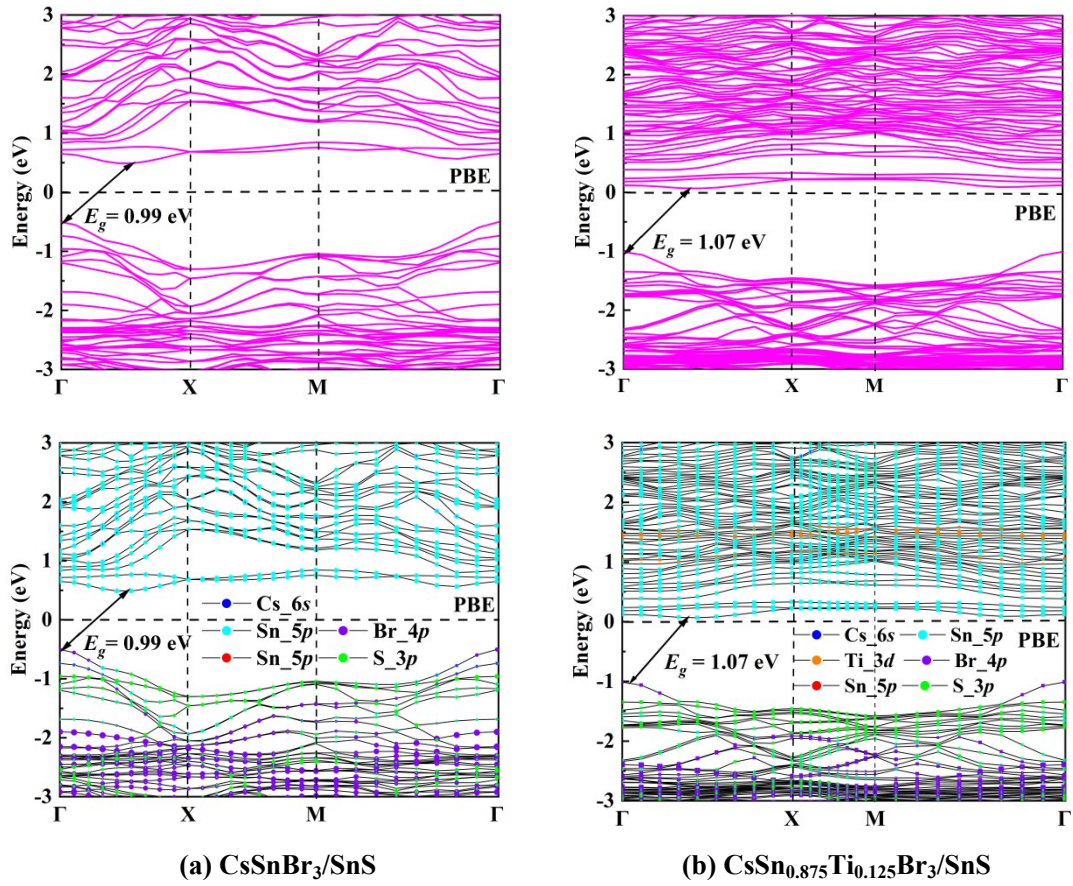 3
2
1
0
-1
-2
-3
Energy (eV)
PBE
E_g = 0.99 eV
Γ X M Γ
3
2
1
0
-1
-2
-3
Energy (eV)
PBE
E_g = 1.07 eV
Γ X M Γ
3
2
1
0
-1
-2
-3
Energy (eV)
PBE
Cs_6s
Sn_5p Br_4p
Sn_5p S_3p
E_g = 0.99 eV
Γ X M Γ
3
2
1
0
-1
-2
-3
Energy (eV)
PBE
Cs_6s Sn_5p
Ti_3d Br_4p
Sn_5p S_3p
E_g = 1.07 eV
Γ X M Γ
(a) CsSnBr₃/SnS
(b) CsSn₀.₈₇₅Ti₀.₁₂₅Br₃/SnS